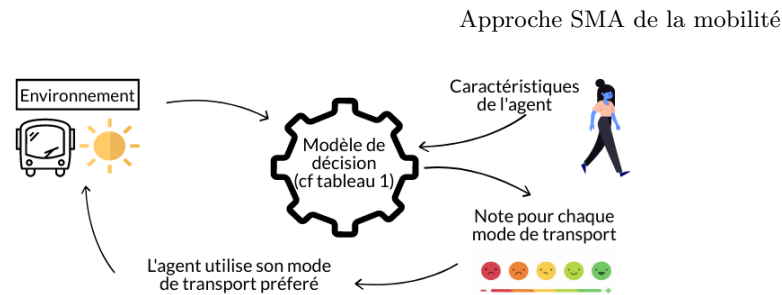 Approche SMA de la mobilité
Environnement
Caractéristiques
de l'agent
Modèle de
décision
(cf tableau 1)
Note pour chaque
mode de transport
- +
L'agent utilise son mode
de transport préferé